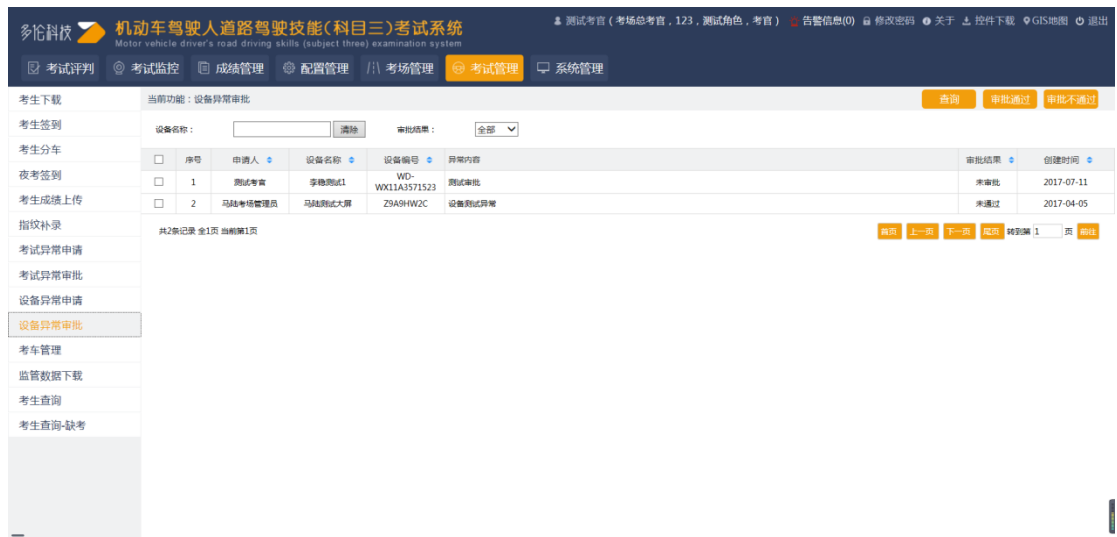 多伦科技 机动车驾驶人道路驾驶技能(科目三)考试系统
Motor vehicle driver's road driving skills (subject three) examination system
测试考官 ( 考场总考官 , 123 , 测试角色 , 考官 ) 告警信息(0) 修改密码 关于 控件下载 GIS地图 退出
考试评判 考试监控 成绩管理 配置管理 考场管理 考试管理 系统管理
考生下载
考生签到
考生分车
夜考签到
考生成绩上传
指纹补录
考试异常申请
考试异常审批
设备异常申请
设备异常审批
考车管理
监管数据下载
考生查询
考生查询-缺考
当前功能 : 设备异常审批 查询 审批通过 审批不通过
设备名称 : 清除 审批结果 : 全部
序号 申请人 设备名称 设备编号 异常内容 审批结果 创建时间
1 测试考官 李稳测试1 WD-WX11A3571523 测试审批 未审批 2017-07-11
2 马陆考场管理员 马陆测试大屏 Z9A9HW2C 设备测试异常 未通过 2017-04-05
共2条记录 全1页 当前第1页 首页 上一页 下一页 尾页 转到第 1 页 前往